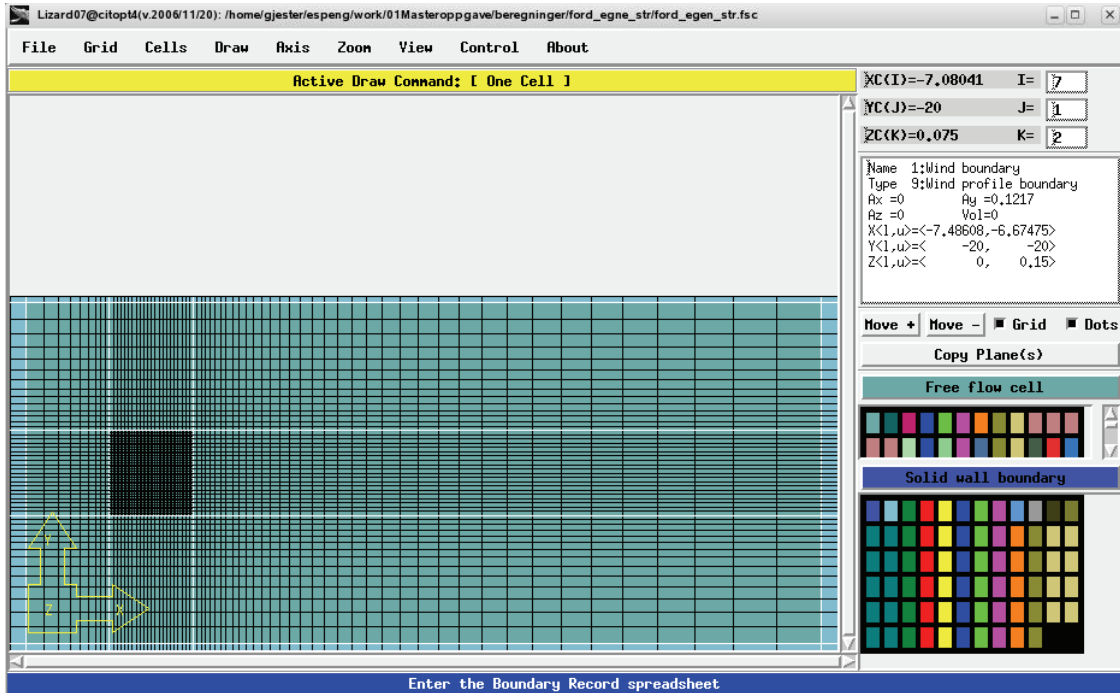 Lizard07@citopt4(v.2006/11/20): /home/gjester/espeng/work/01Masteroppgave/beregninger/ford_egne_str/ford_egen_str.fsc
File Grid Cells Draw Axis Zoom View Control About
Active Draw Command: [ One Cell ]
XC(I)=-7.08041 I= 7
YC(J)=-20 J= 1
ZC(K)=0.075 K= 2
Name 1:Wind boundary
Type 9:Wind profile boundary
Ax =0 Ay =0.1217
Az =0 Vol=0
X<l,u>=<-7.48608,-6.67475>
Y<l,u>=< -20, -20>
Z<l,u>=< 0, 0.15>
Move + Move - Grid Dots
Copy Plane(s)
Free flow cell
Solid wall boundary
Y
Z X
Enter the Boundary Record spreadsheet